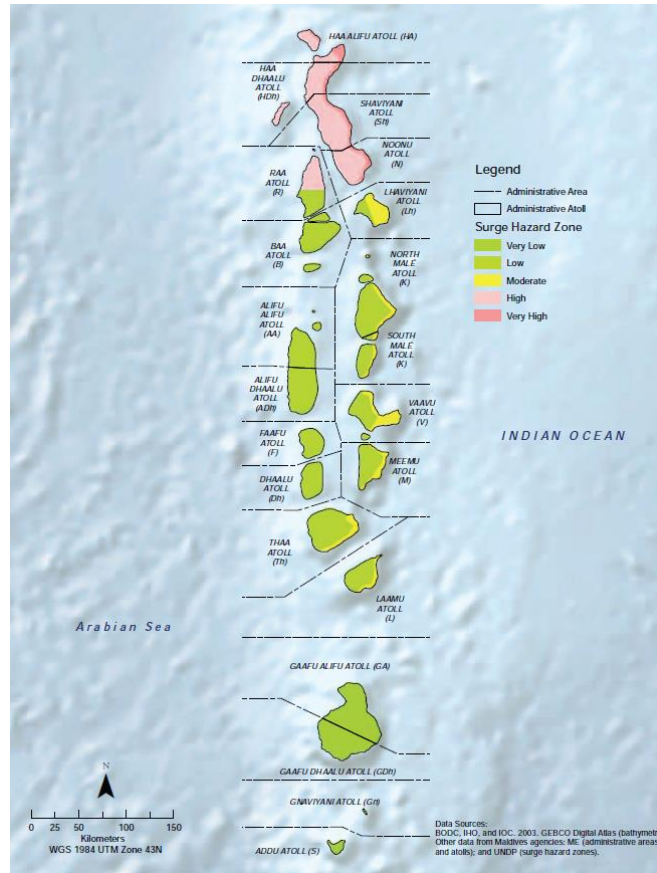 HAA ALIFU ATOLL (HA)
HAA
DHAALU
ATOLL
(HDh)
SHAVIYANI
ATOLL
(Sh)
NOONU
ATOLL
(N)
RAA
ATOLL
(R)
LHAVIYANI
ATOLL
(Lh)
BAA
ATOLL
(B)
NORTH
MALE
ATOLL
(K)
ALIFU
ALIFU
ATOLL
(AA)
SOUTH
MALE
ATOLL
(K)
ALIFU
DHAALU
ATOLL
(ADh)
VAAVU
ATOLL
(V)
FAAFU
ATOLL
(F)
MEEMU
ATOLL
(M)
DHAALU
ATOLL
(Dh)
THAA
ATOLL
(Th)
LAAMU
ATOLL
(L)
GAAFU ALIFU ATOLL (GA)
GAAFU DHAALU ATOLL (GDh)
GNAVIYANI ATOLL (Gn)
ADDU ATOLL (S)
Legend
Administrative Area
Administrative Atoll
Surge Hazard Zone
Very Low
Low
Moderate
High
Very High
INDIAN OCEAN
Arabian Sea
N
0 25 50 100 150
Kilometers
WGS 1984 UTM Zone 43N
Data Sources:
BODC, IHO, and IOC. 2003. GEBCO Digital Atlas (bathymetr
Other data from Maldives agencies: ME (administrative areas
and atolls); and UNDP (surge hazard zones).